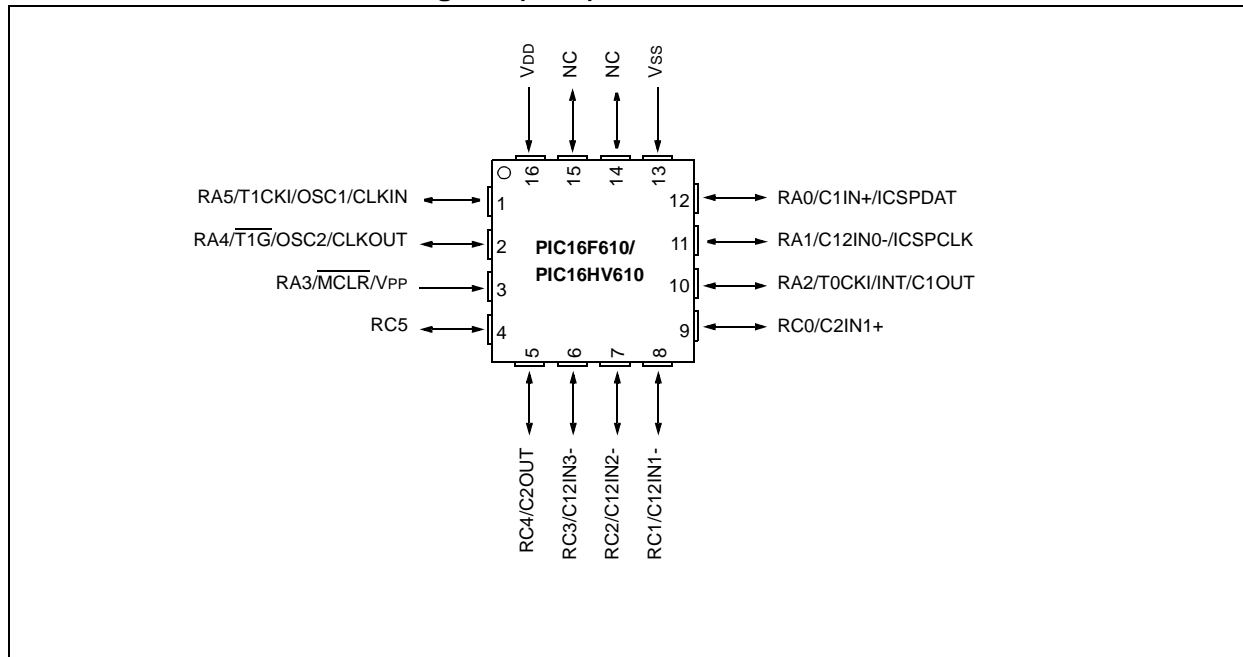 VDD
NC
NC
VSS
16
15
14
13
RA5/T1CKI/OSC1/CLKIN
1
12
RA0/C1IN+/ICSPDAT
RA4/T1G/OSC2/CLKOUT
2
PIC16F610/
PIC16HV610
11
RA1/C12IN0-/ICSPCLK
RA3/MCLR/VPP
3
10
RA2/T0CKI/INT/C1OUT
RC5
4
9
RC0/C2IN1+
5
6
7
8
RC4/C2OUT
RC3/C12IN3-
RC2/C12IN2-
RC1/C12IN1-